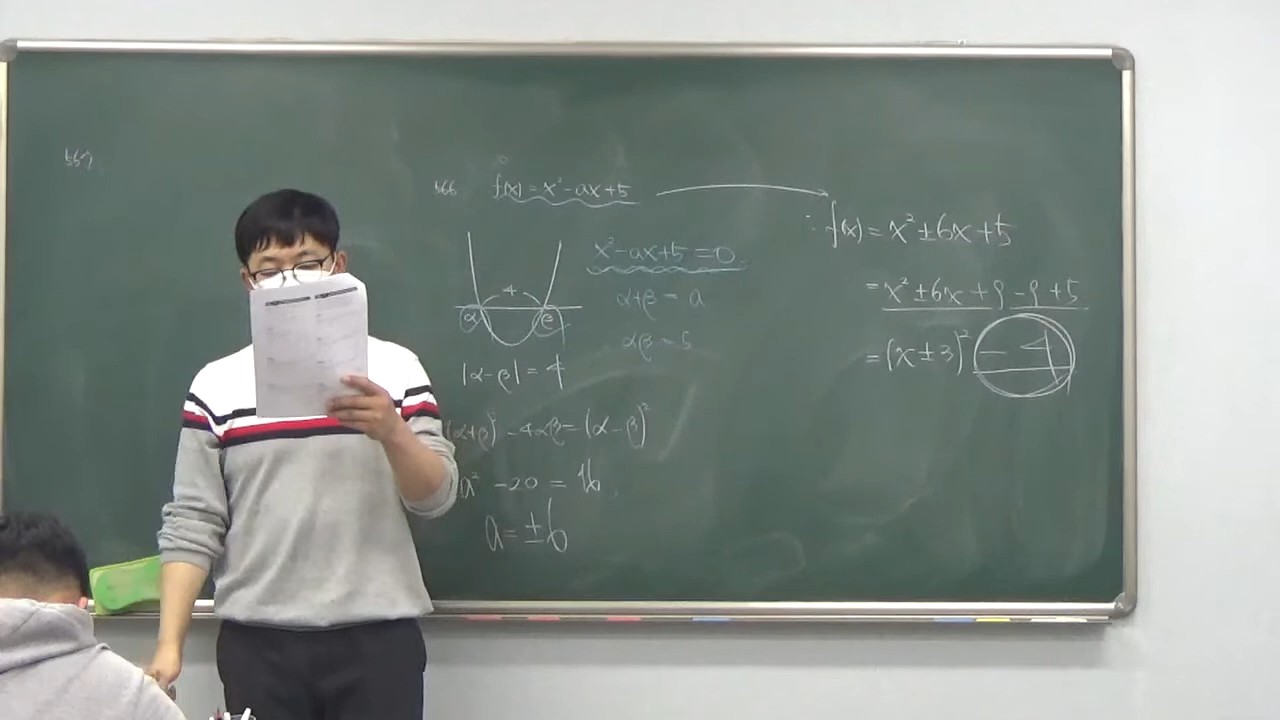 567
566 f(x) = x² - ax + 5
x² - ax + 5 = 0
α+β = a
αβ = 5
4
α β
|α - β| = 4
(α+β)² - 4αβ = (α - β)²
a² - 20 = 16
a = ±6
∴ f(x) = x² ± 6x + 5
= x² ± 6x + 9 - 9 + 5
= (x ± 3)² - 4